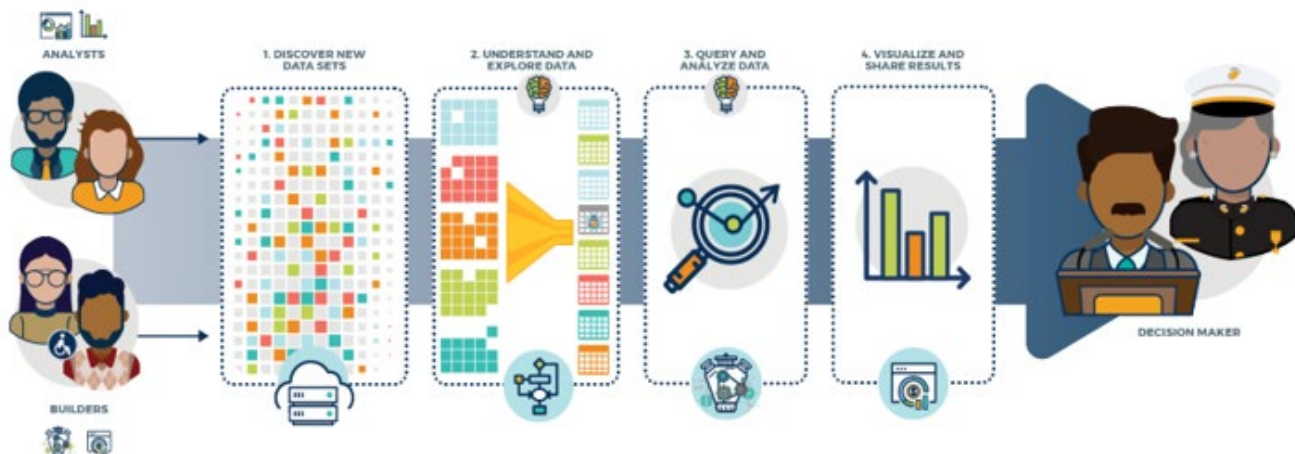 ANALYSTS
1. DISCOVER NEW
DATA SETS
2. UNDERSTAND AND
EXPLORE DATA
3. QUERY AND
ANALYZE DATA
4. VISUALIZE AND
SHARE RESULTS
DECISION MAKER
BUILDERS